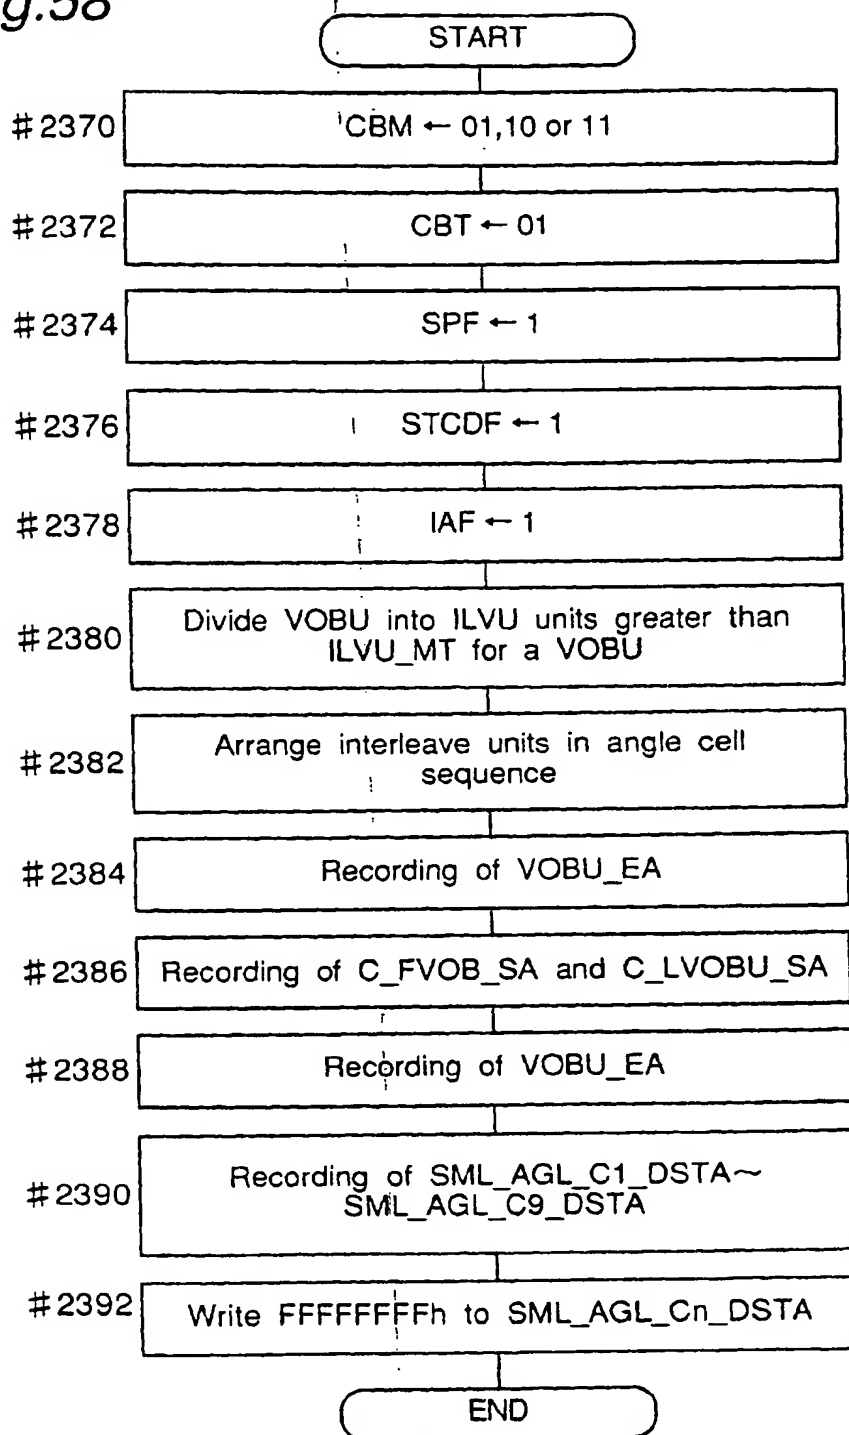 g.58
START
#2370
CBM ← 01,10 or 11
#2372
CBT ← 01
#2374
SPF ← 1
#2376
STCDF ← 1
#2378
IAF ← 1
#2380
Divide VOBU into ILVU units greater than
ILVU_MT for a VOBU
#2382
Arrange interleave units in angle cell
sequence
#2384
Recording of VOBU_EA
#2386
Recording of C_FVOB_SA and C_LVOBU_SA
#2388
Recording of VOBU_EA
#2390
Recording of SML_AGL_C1_DSTA~
SML_AGL_C9_DSTA
#2392
Write FFFFFFFFh to SML_AGL_Cn_DSTA
END